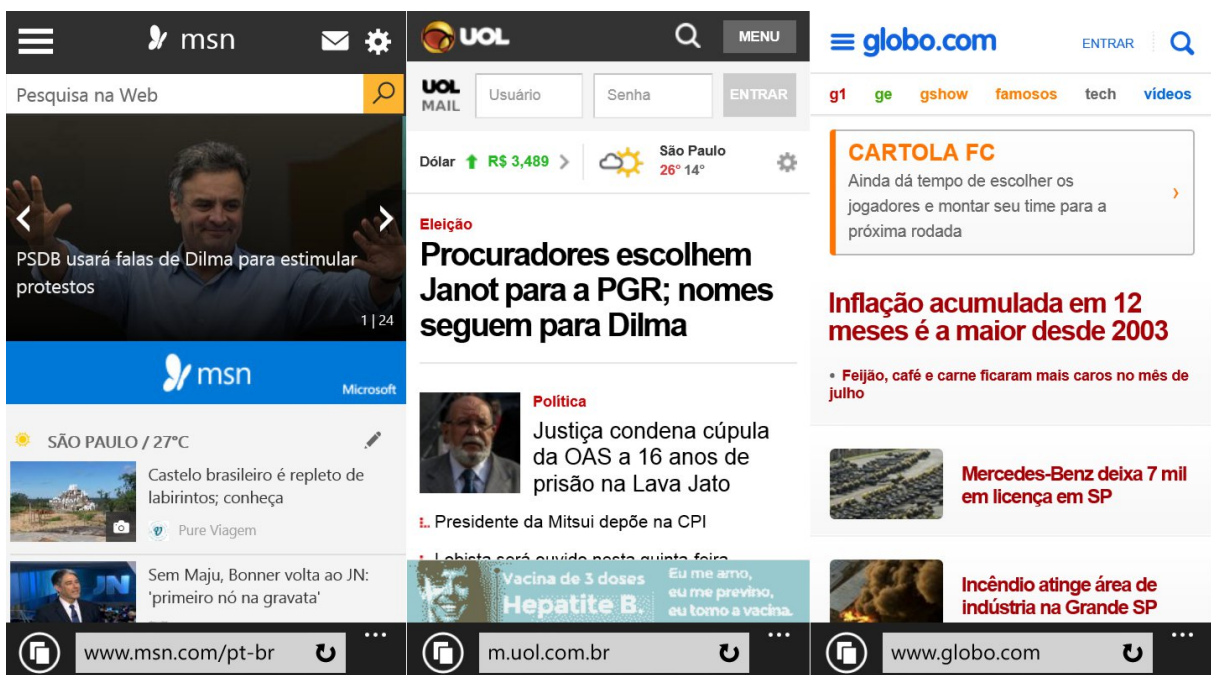 msn
Pesquisa na Web
PSDB usará falas de Dilma para estimular
protestos
1 | 24
msn
Microsoft
SÃO PAULO / 27°C
Castelo brasileiro é repleto de
labirintos; conheça
Pure Viagem
Sem Maju, Bonner volta ao JN:
'primeiro nó na gravata'
www.msn.com/pt-br
UOL
MENU
UOL
MAIL
Usuário
Senha
ENTRAR
Dólar
R$ 3,489
São Paulo
26° 14°
Eleição
Procuradores escolhem
Janot para a PGR; nomes
seguem para Dilma
Política
Justiça condena cúpula
da OAS a 16 anos de
prisão na Lava Jato
Presidente da Mitsui depõe na CPI
Lobista será ouvido nesta quinta-feira
Vacina de 3 doses
Hepatite B.
Eu me amo,
eu me previno,
eu tomo a vacina.
m.uol.com.br
globo.com
ENTRAR
g1 ge gshow famosos tech vídeos
CARTOLA FC
Ainda dá tempo de escolher os
jogadores e montar seu time para a
próxima rodada
Inflação acumulada em 12
meses é a maior desde 2003
• Feijão, café e carne ficaram mais caros no mês de
julho
Mercedes-Benz deixa 7 mil
em licença em SP
Incêndio atinge área de
indústria na Grande SP
www.globo.com